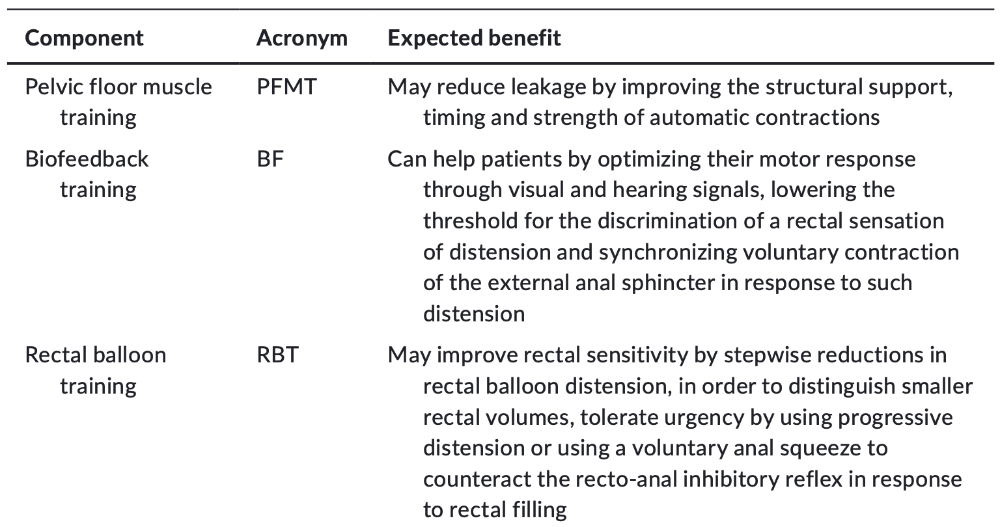 Component Acronym Expected benefit
Pelvic floor muscle PFMT May reduce leakage by improving the structural support,
training timing and strength of automatic contractions
Biofeedback BF Can help patients by optimizing their motor response
training through visual and hearing signals, lowering the
threshold for the discrimination of a rectal sensation
of distension and synchronizing voluntary contraction
of the external anal sphincter in response to such
distension
Rectal balloon RBT May improve rectal sensitivity by stepwise reductions in
training rectal balloon distension, in order to distinguish smaller
rectal volumes, tolerate urgency by using progressive
distension or using a voluntary anal squeeze to
counteract the recto-anal inhibitory reflex in response
to rectal filling